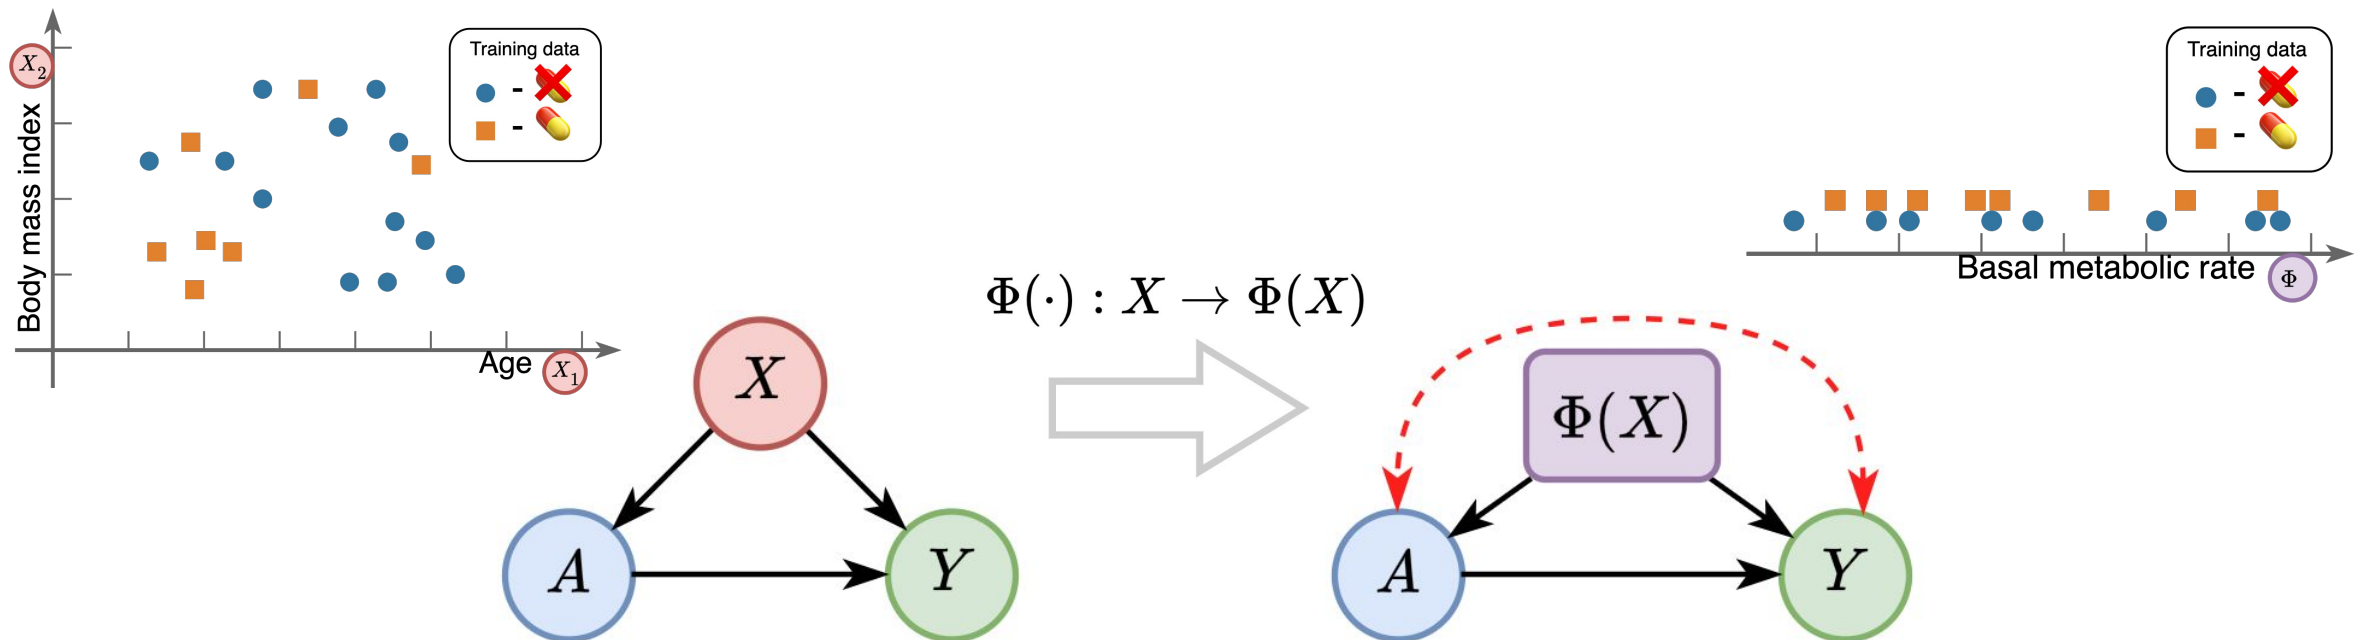 X₂
Body mass index
Training data
-
-
Age
X₁
Φ(·) : X → Φ(X)
X
A
Y
Training data
-
-
Basal metabolic rate
Φ
Φ(X)
A
Y